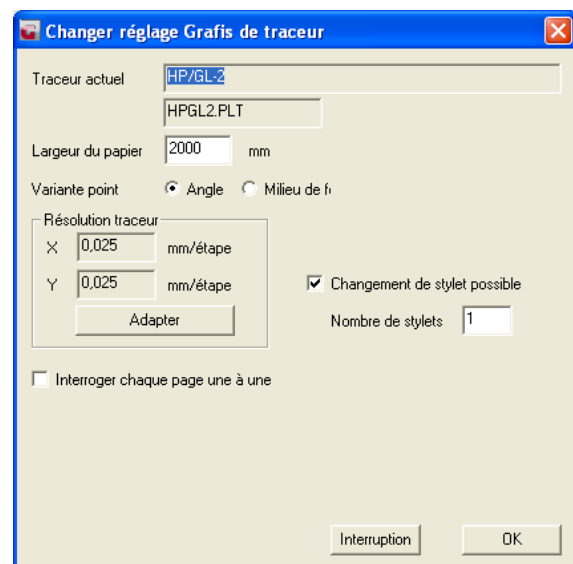 Changer réglage Grafis de traceur
Traceur actuel HP/GL-2
HPGL2.PLT
Largeur du papier 2000 mm
Variante point Angle Milieu de f
Résolution traceur
X 0,025 mm/étape
Y 0,025 mm/étape
Changement de stylet possible
Adapter
Nombre de stylets 1
Interroger chaque page une à une
Interruption OK